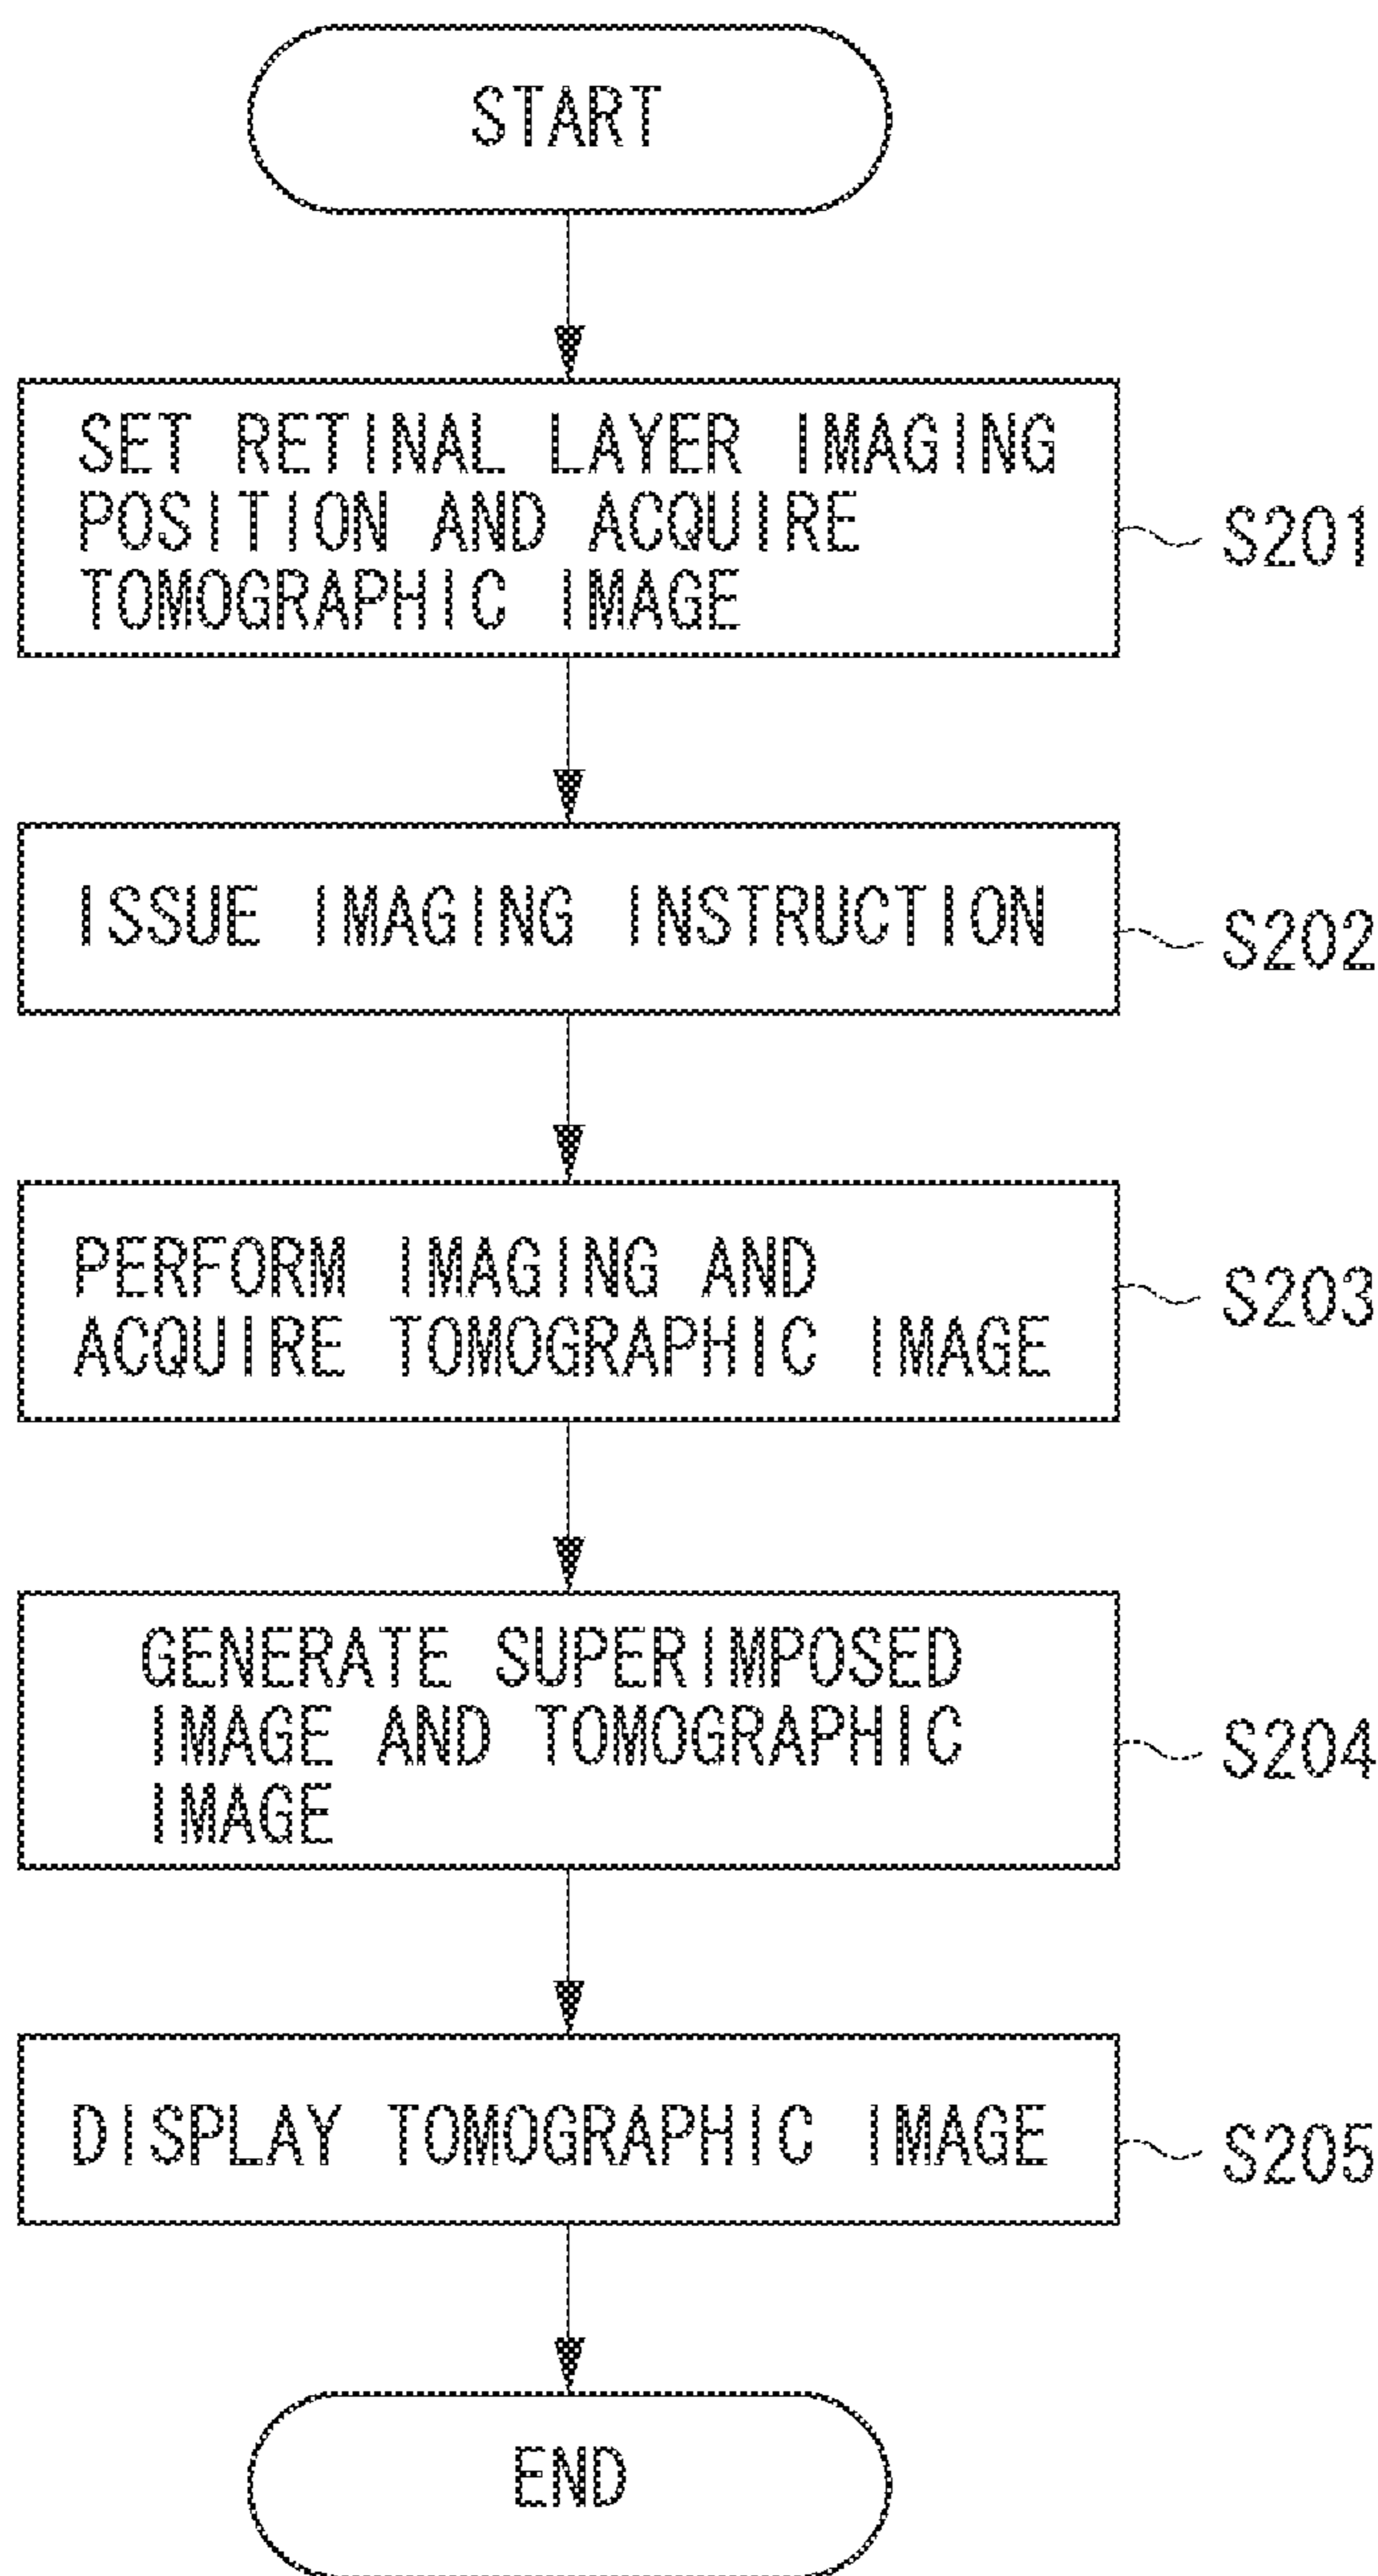 START
SET RETINAL LAYER IMAGING
POSITION AND ACQUIRE
TOMOGRAPHIC IMAGE
S201
ISSUE IMAGING INSTRUCTION
S202
PERFORM IMAGING AND
ACQUIRE TOMOGRAPHIC IMAGE
S203
GENERATE SUPERIMPOSED
IMAGE AND TOMOGRAPHIC
IMAGE
S204
DISPLAY TOMOGRAPHIC IMAGE
S205
END